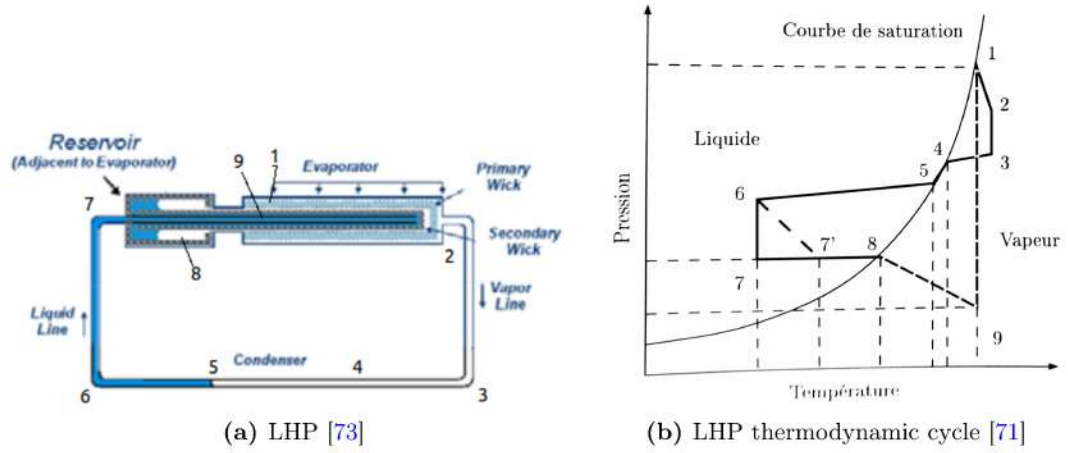 Reservoir
(Adjacent to Evaporator)
9
1
Evaporator
Primary
Wick
7
8
Secondary
Wick
2
Liquid
Line
Vapor
Line
Condenser
5
4
6
3
(a) LHP [73]
Courbe de saturation
1
2
Liquide
4
3
5
6
7'
8
Vapeur
7
9
Pression
Température
(b) LHP thermodynamic cycle [71]